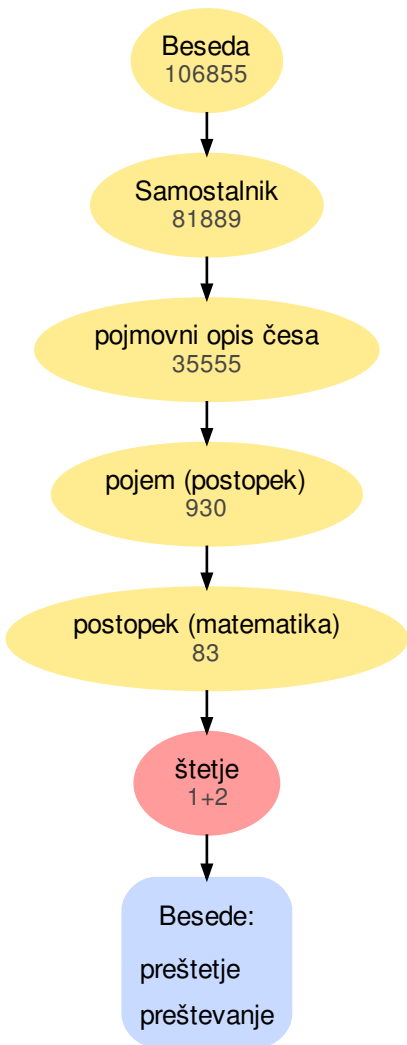 Beseda
106855
Samostalnik
81889
pojmovni opis česa
35555
pojem (postopek)
930
postopek (matematika)
83
štetje
1+2
Besede:
preštetje
preštevanje